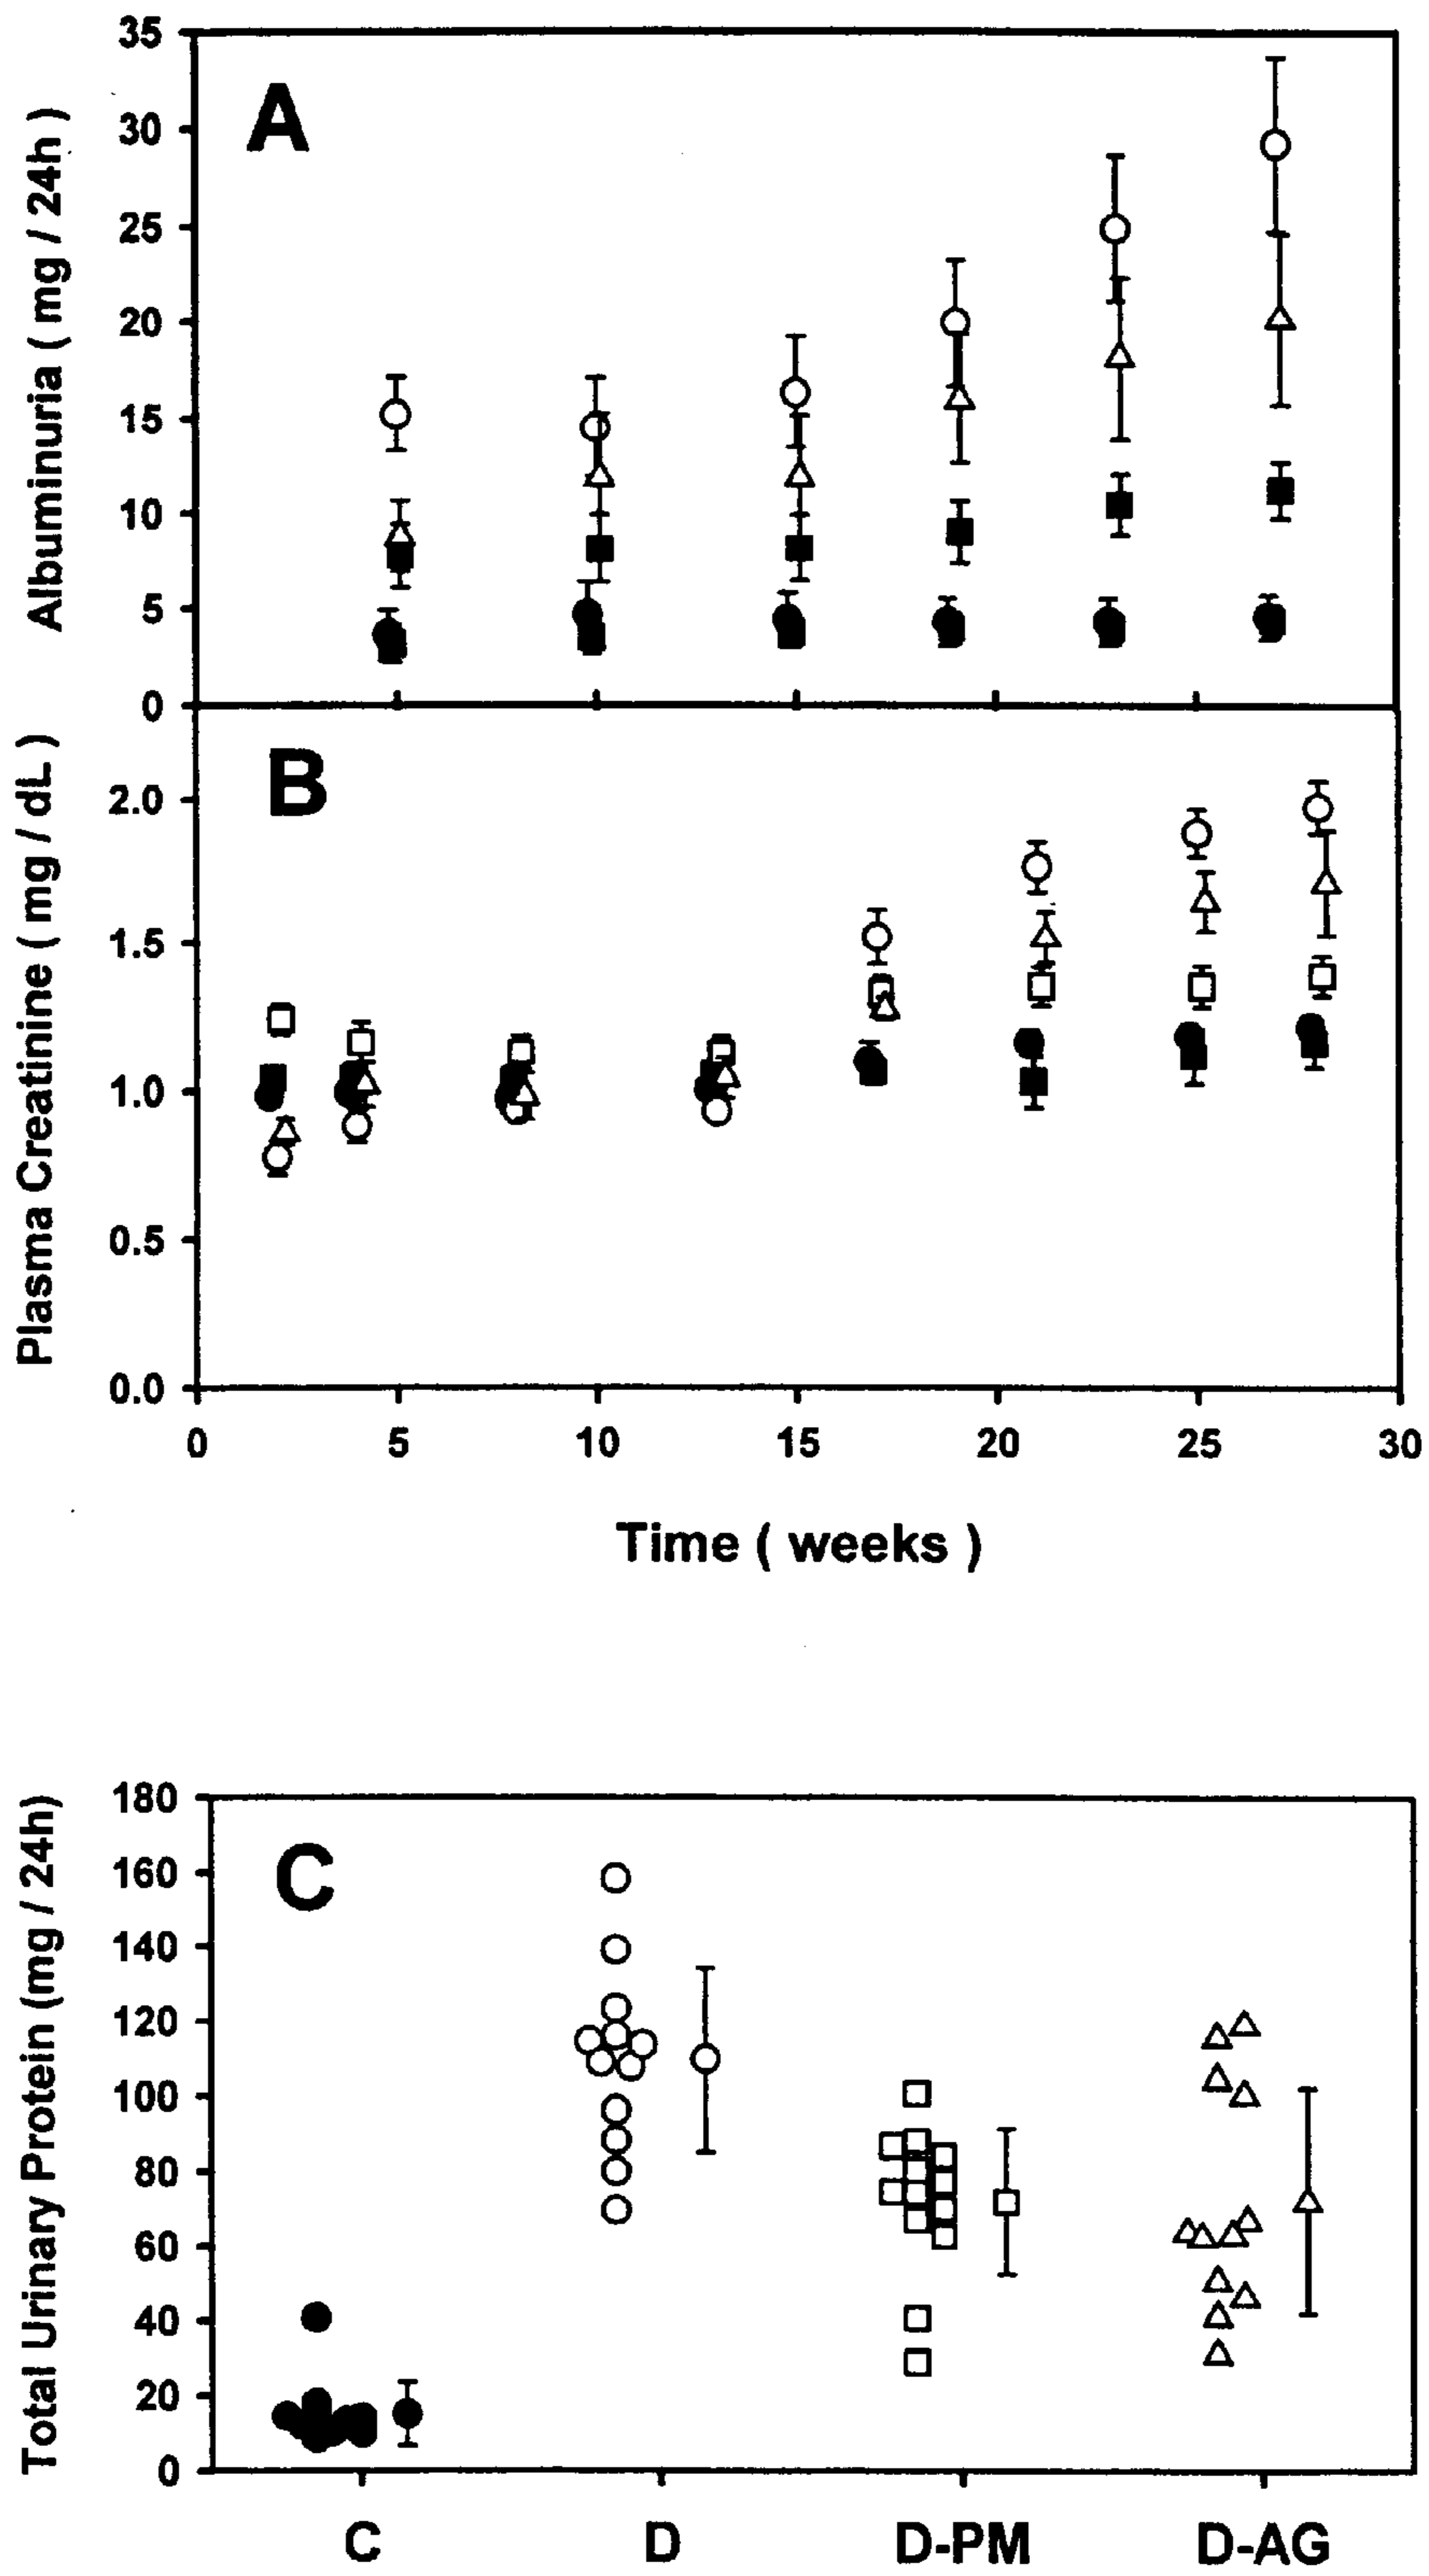 A
Albuminuria ( mg / 24h )
35
30
25
20
15
10
5
0
B
Plasma Creatinine ( mg / dL )
2.0
1.5
1.0
0.5
0.0
0 5 10 15 20 25 30
Time ( weeks )
C
Total Urinary Protein (mg / 24h)
180
160
140
120
100
80
60
40
20
0
C D D-PM D-AG